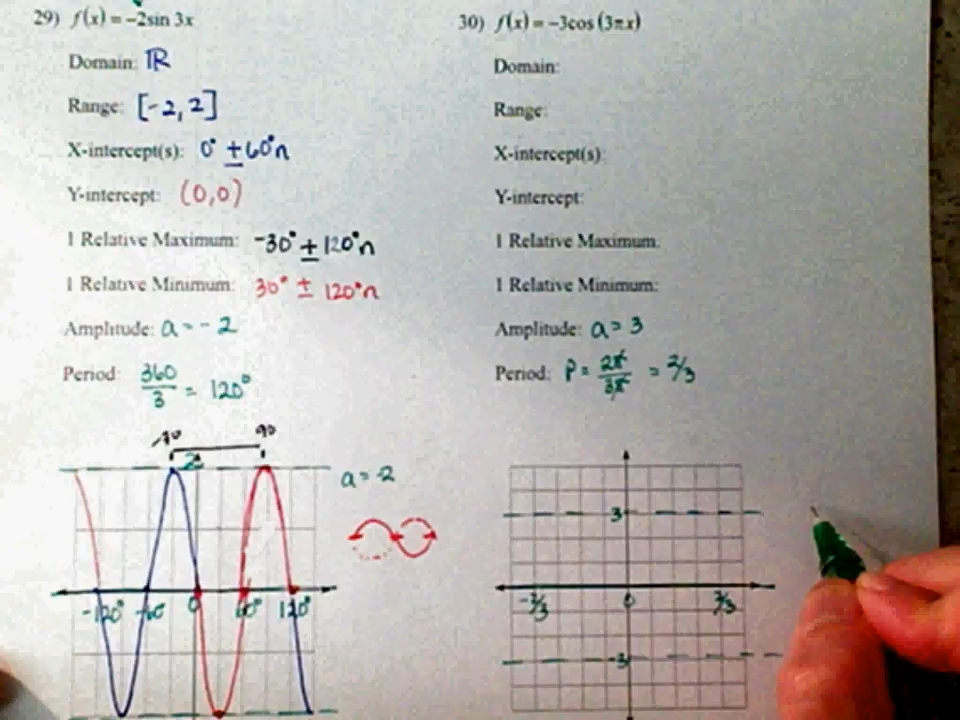 29) f(x) = -2sin 3x
Domain: ℝ
Range: [-2, 2]
X-intercept(s): 0° ± 60°n
Y-intercept: (0,0)
1 Relative Maximum: -30° ± 120°n
1 Relative Minimum: 30° ± 120°n
Amplitude: a = -2
Period: 360/3 = 120°
90
2
a = -2
-120° -60 0 60° 120°
30) f(x) = -3cos (3πx)
Domain:
Range:
X-intercept(s):
Y-intercept:
1 Relative Maximum:
1 Relative Minimum:
Amplitude: a = 3
Period: P = 2π/3π = 2/3
3
-2/3 0 2/3
-3